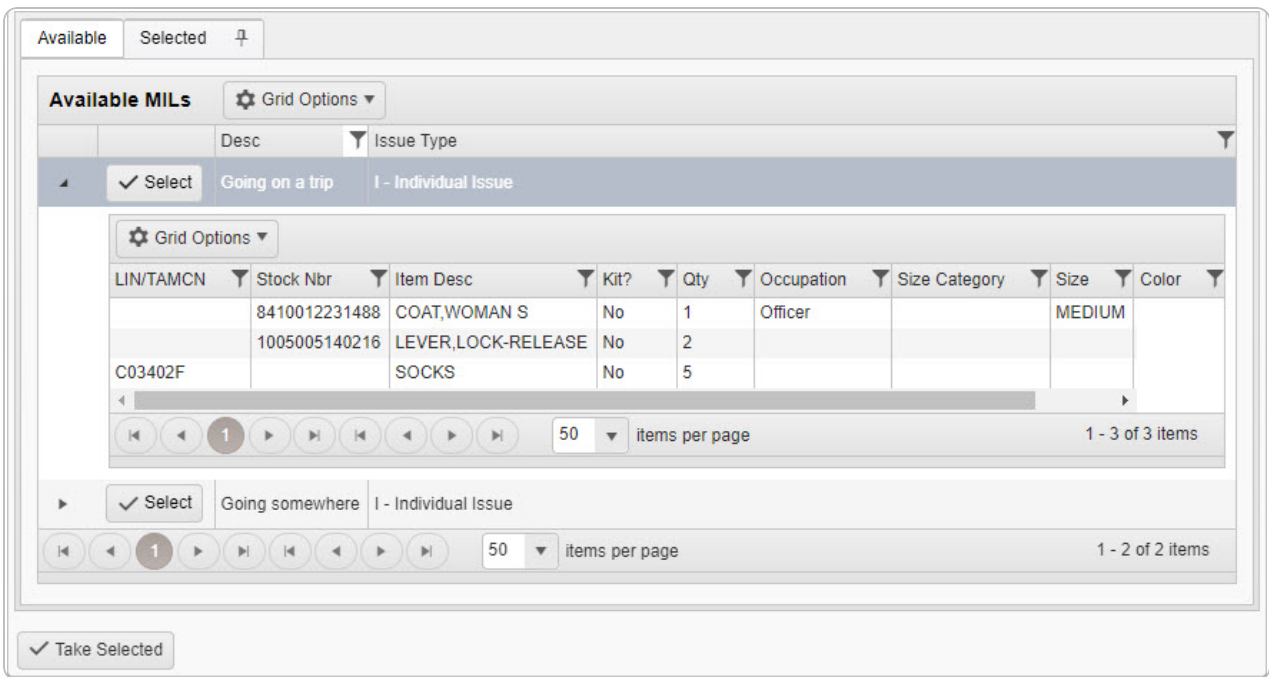 Available Selected
Available MILs Grid Options
Desc Issue Type
Select Going on a trip I - Individual Issue
Grid Options
LIN/TAMCN Stock Nbr Item Desc Kit? Qty Occupation Size Category Size Color
8410012231488 COAT,WOMAN S No 1 Officer MEDIUM
1005005140216 LEVER,LOCK-RELEASE No 2
C03402F SOCKS No 5
1 50 items per page 1 - 3 of 3 items
Select Going somewhere I - Individual Issue
1 50 items per page 1 - 2 of 2 items
Take Selected